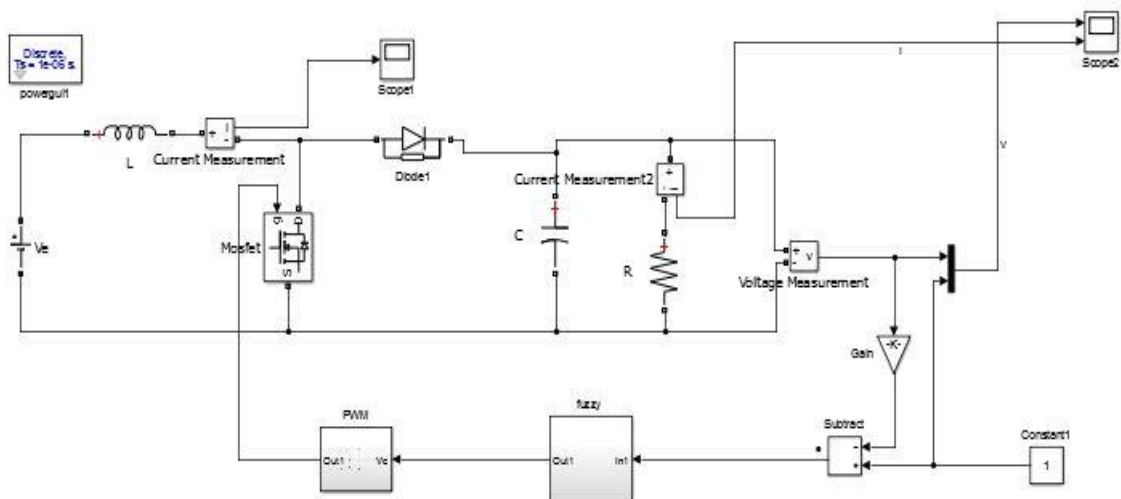 Discrete,
Ts = 1e-06 s.
powergui1
Scope1
Scope2
I
L
+
i
-
Current Measurement
Diode1
Current Measurement2
+
i
-
Ve
Mosfet
g
D
S
C
R
+
-
v
Voltage Measurement
V
-K-
Gain
PWM
Out1
Vc
fuzzy
Out1
In1
Subtract
-
+
Constant1
1